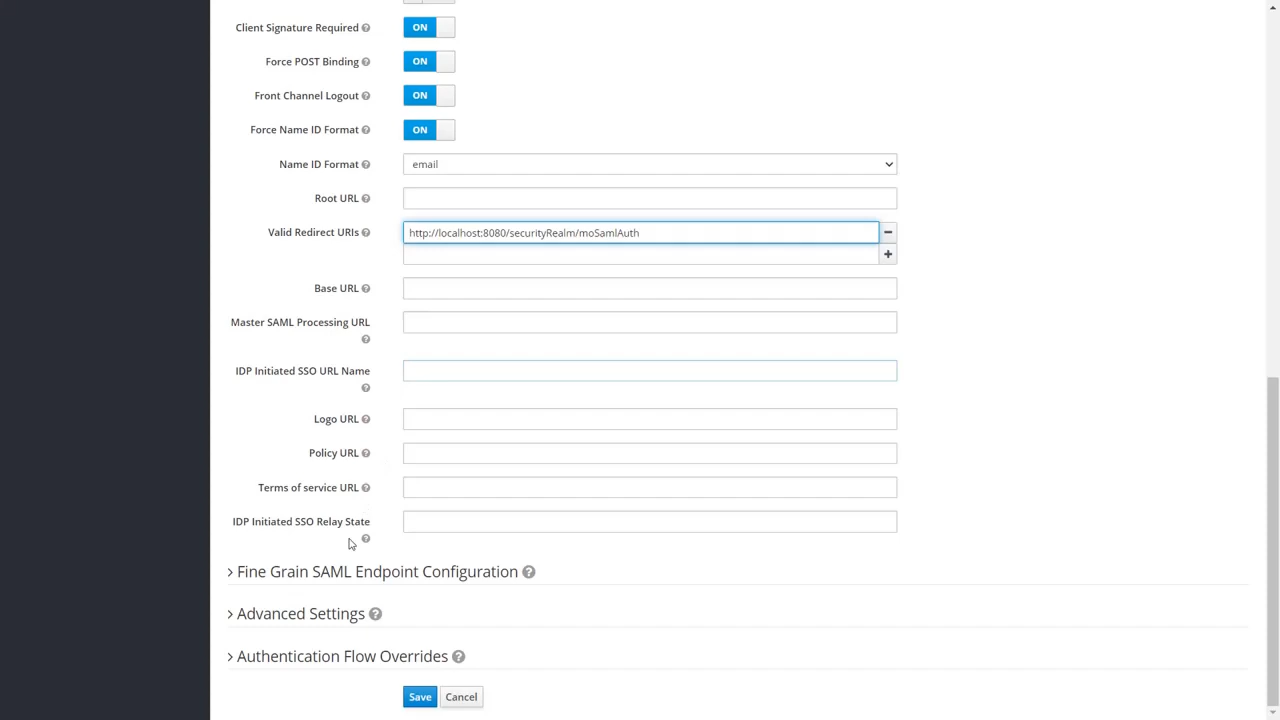 Client Signature Required ON
Force POST Binding ON
Front Channel Logout ON
Force Name ID Format ON
Name ID Format email
Root URL
Valid Redirect URIs http://localhost:8080/securityRealm/moSamlAuth
Base URL
Master SAML Processing URL
IDP Initiated SSO URL Name
Logo URL
Policy URL
Terms of service URL
IDP Initiated SSO Relay State
Fine Grain SAML Endpoint Configuration
Advanced Settings
Authentication Flow Overrides
Save Cancel